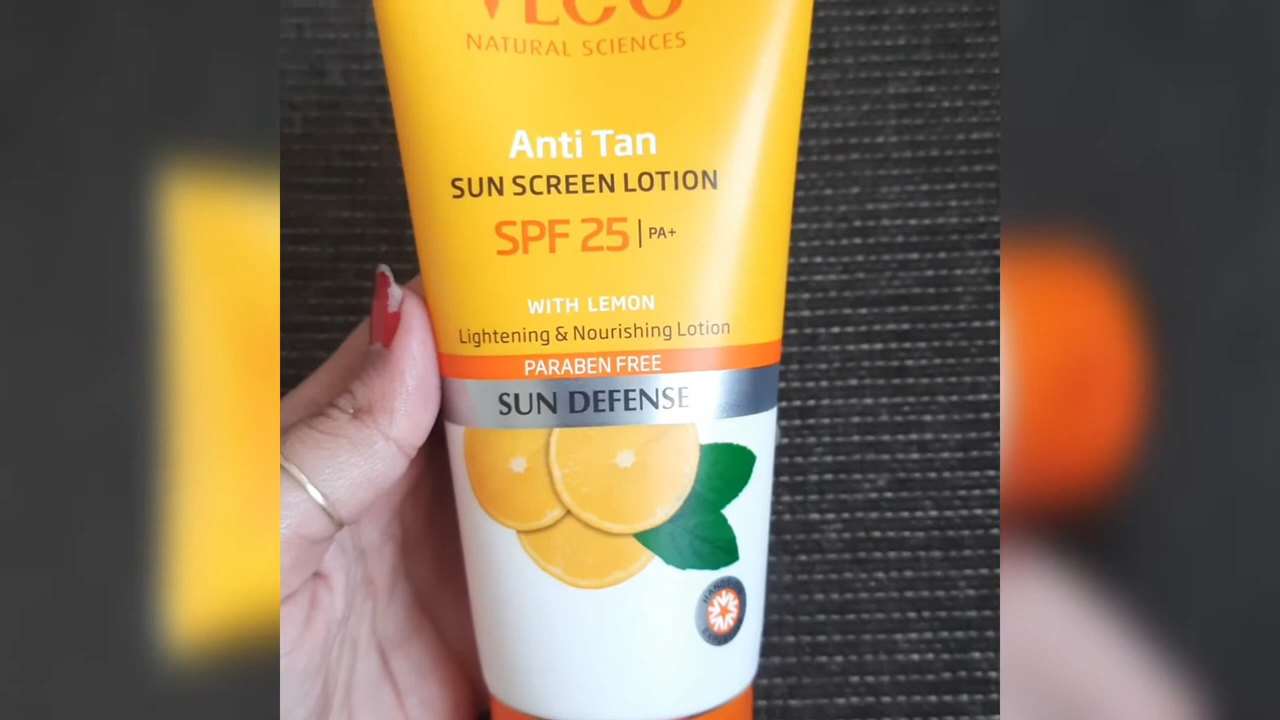 NATURAL SCIENCES
Anti Tan
SUN SCREEN LOTION
SPF 25 | PA+
WITH LEMON
Lightening & Nourishing Lotion
PARABEN FREE
SUN DEFENSE